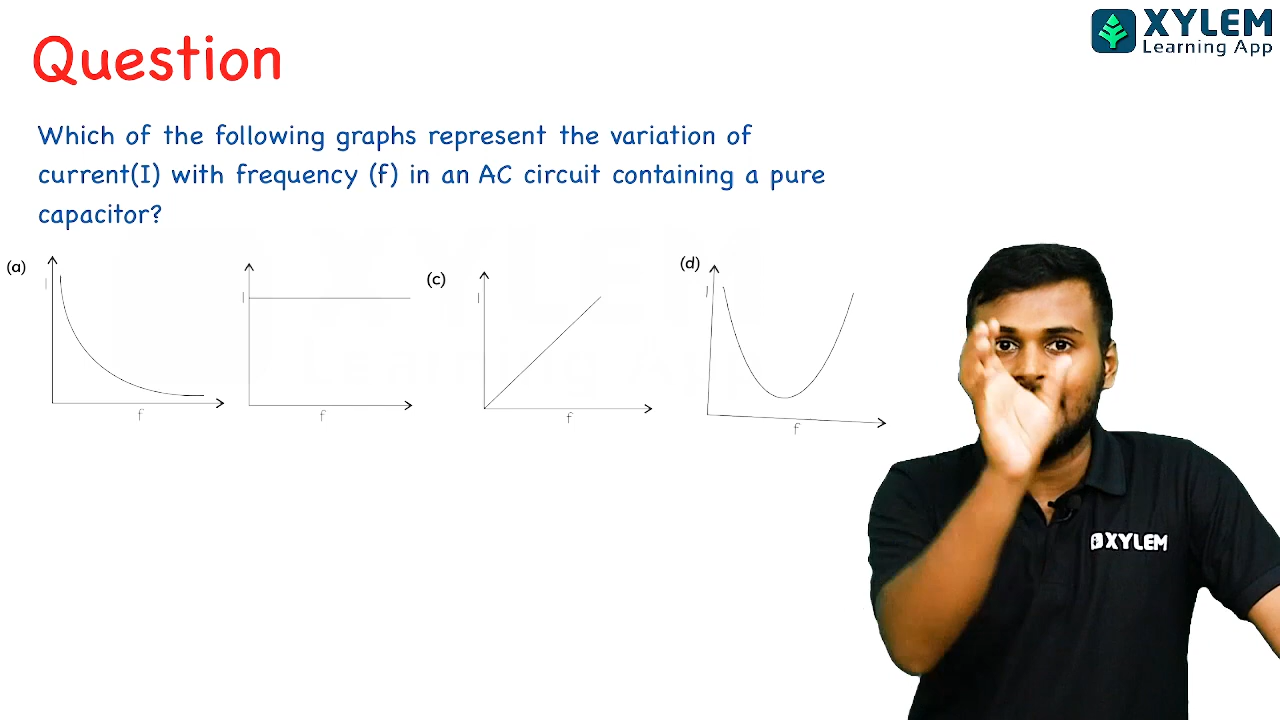 XYLEM
Learning App
Question
Which of the following graphs represent the variation of
current(I) with frequency (f) in an AC circuit containing a pure
capacitor?
(a)
I
f
I
f
(c)
I
f
(d)
I
f
XYLEM